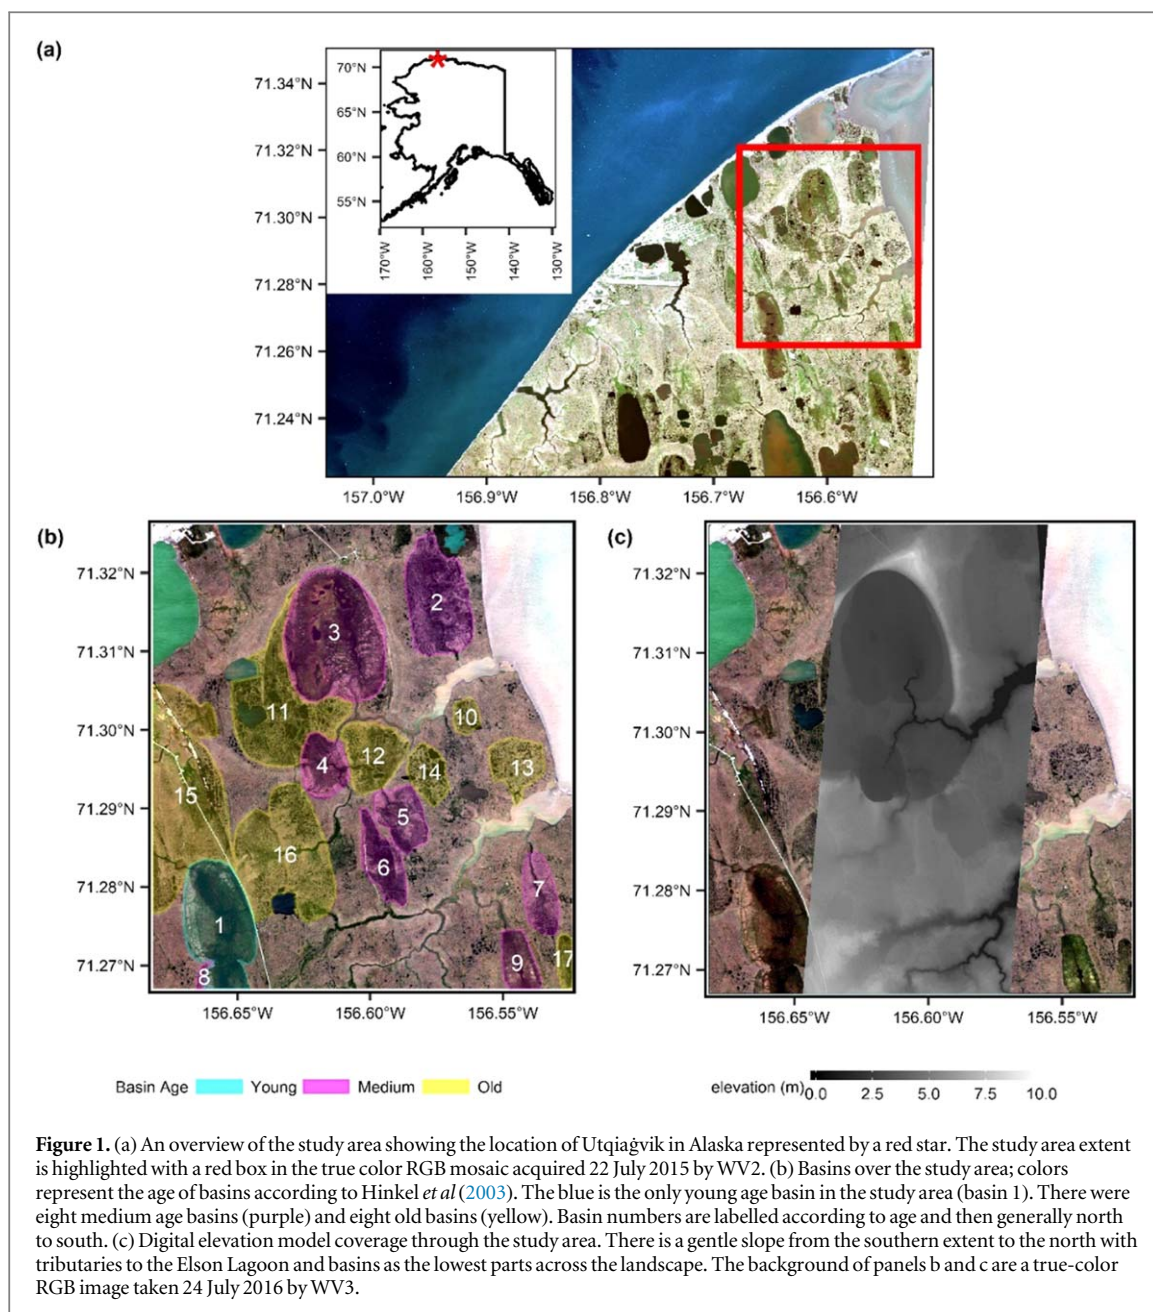 (a)
70°N
65°N
60°N
55°N
170°W
160°W
150°W
140°W
130°W
71.34°N
71.32°N
71.30°N
71.28°N
71.26°N
71.24°N
157.0°W 156.9°W 156.8°W 156.7°W 156.6°W
(b)
71.32°N
71.31°N
71.30°N
71.29°N
71.28°N
71.27°N
2
3
11
10
4
12
14
13
15
5
16
6
7
1
8
9
17
156.65°W 156.60°W 156.55°W
Basin Age Young Medium Old
(c)
71.32°N
71.31°N
71.30°N
71.29°N
71.28°N
71.27°N
156.65°W 156.60°W 156.55°W
elevation (m) 0.0 2.5 5.0 7.5 10.0
Figure 1. (a) An overview of the study area showing the location of Utqiaġvik in Alaska represented by a red star. The study area extent
is highlighted with a red box in the true color RGB mosaic acquired 22 July 2015 by WV2. (b) Basins over the study area; colors
represent the age of basins according to Hinkel et al (2003). The blue is the only young age basin in the study area (basin 1). There were
eight medium age basins (purple) and eight old basins (yellow). Basin numbers are labelled according to age and then generally north
to south. (c) Digital elevation model coverage through the study area. There is a gentle slope from the southern extent to the north with
tributaries to the Elson Lagoon and basins as the lowest parts across the landscape. The background of panels b and c are a true-color
RGB image taken 24 July 2016 by WV3.